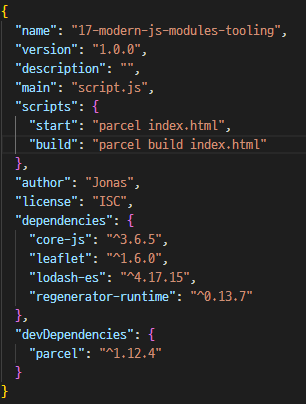 {
"name": "17-modern-js-modules-tooling",
"version": "1.0.0",
"description": "",
"main": "script.js",
"scripts": {
"start": "parcel index.html",
"build": "parcel build index.html"
},
"author": "Jonas",
"license": "ISC",
"dependencies": {
"core-js": "^3.6.5",
"leaflet": "^1.6.0",
"lodash-es": "^4.17.15",
"regenerator-runtime": "^0.13.7"
},
"devDependencies": {
"parcel": "^1.12.4"
}
}